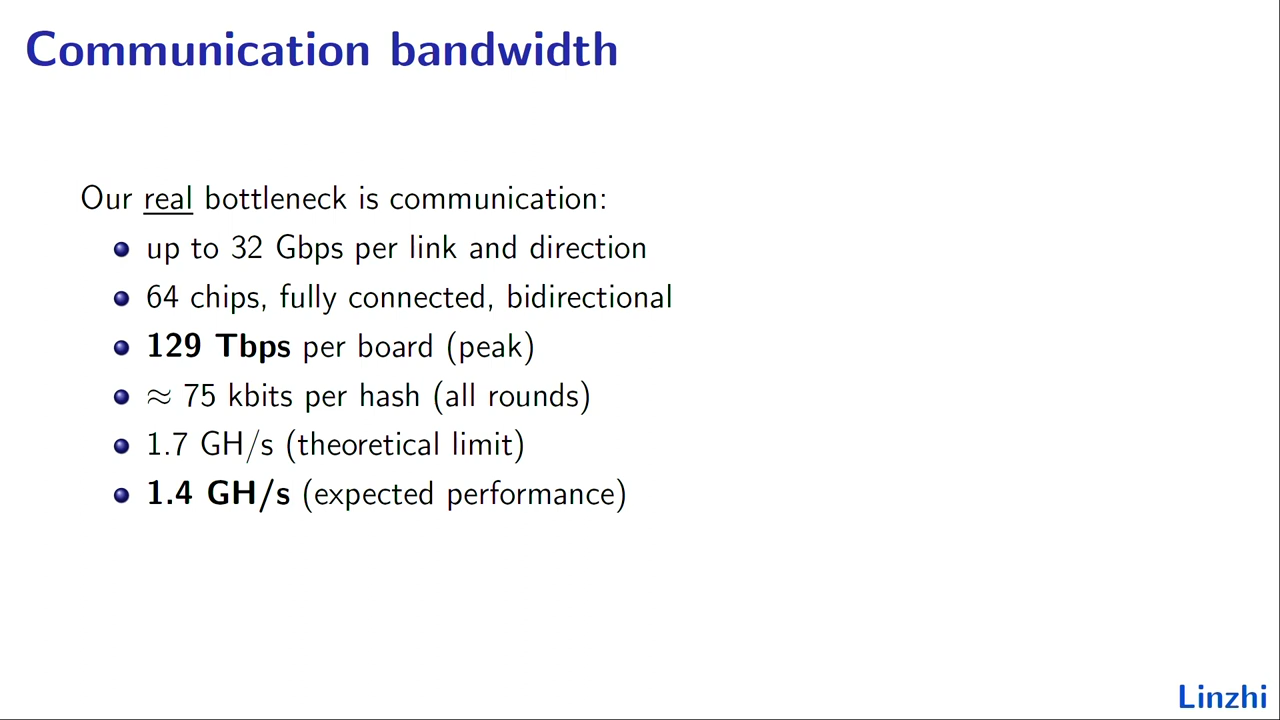 Communication bandwidth
Our real bottleneck is communication:
up to 32 Gbps per link and direction
64 chips, fully connected, bidirectional
129 Tbps per board (peak)
≈ 75 kbits per hash (all rounds)
1.7 GH/s (theoretical limit)
1.4 GH/s (expected performance)
Linzhi